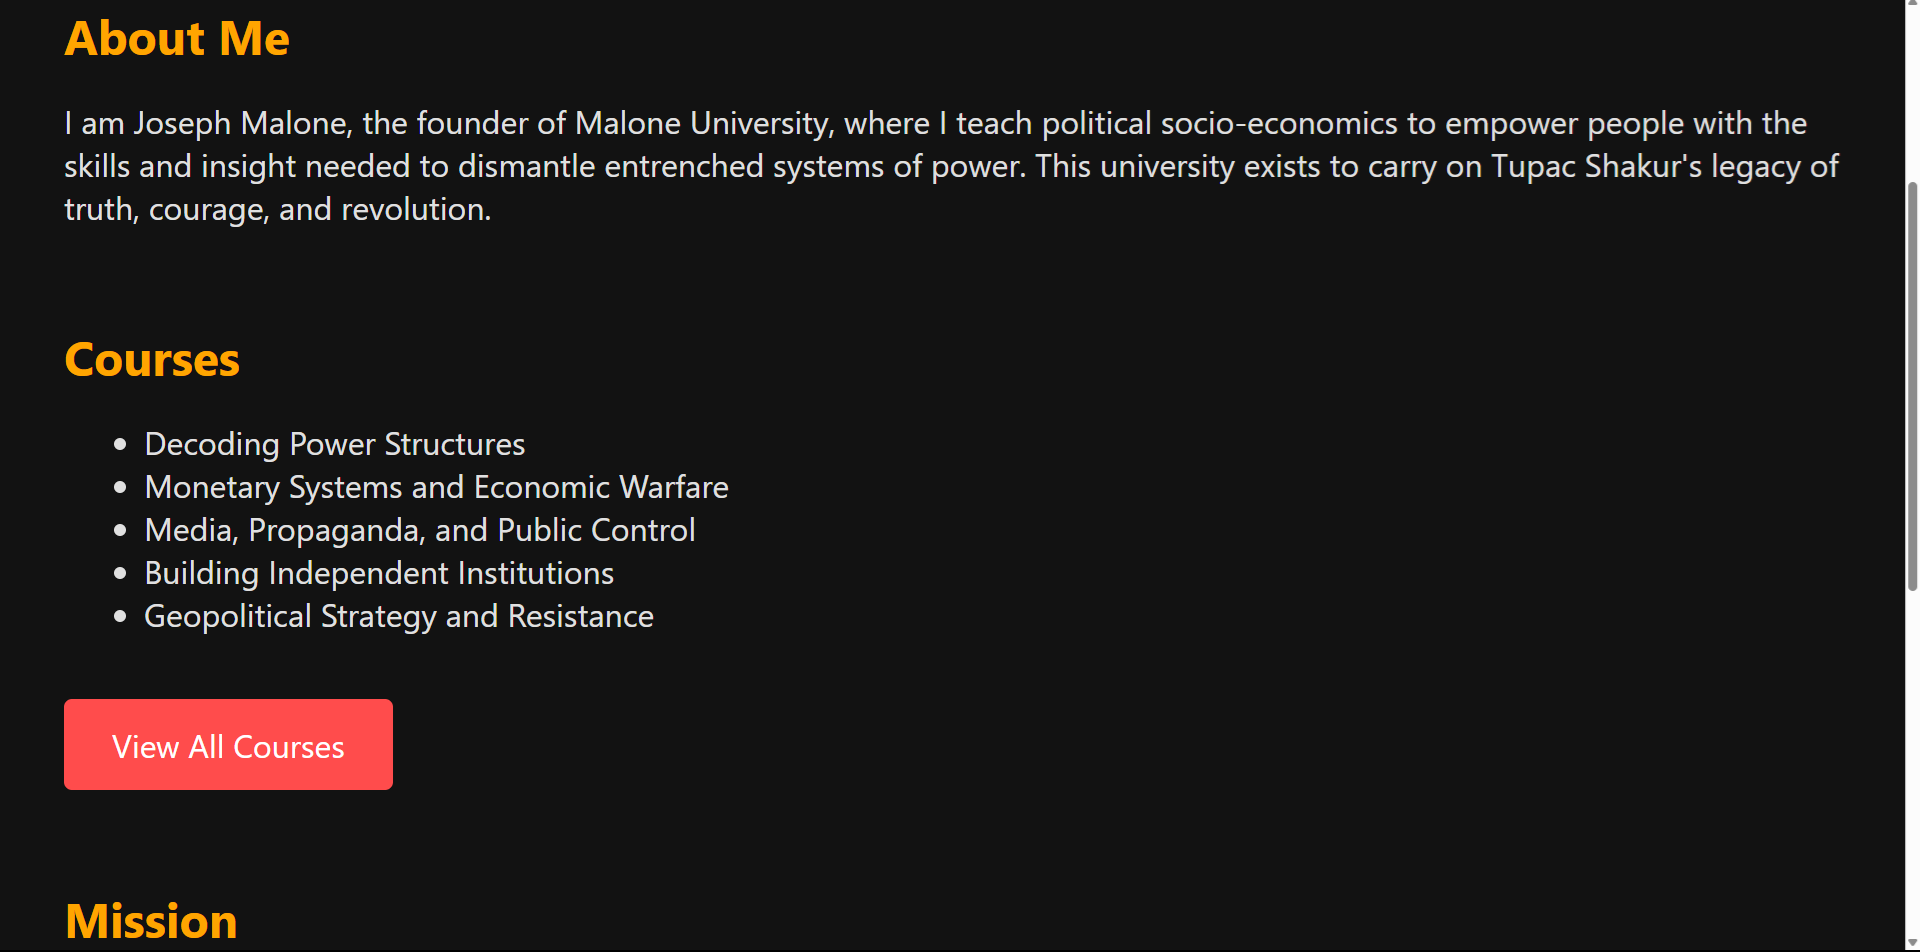 About Me
I am Joseph Malone, the founder of Malone University, where I teach political socio-economics to empower people with the
skills and insight needed to dismantle entrenched systems of power. This university exists to carry on Tupac Shakur's legacy of
truth, courage, and revolution.
Courses
Decoding Power Structures
Monetary Systems and Economic Warfare
Media, Propaganda, and Public Control
Building Independent Institutions
Geopolitical Strategy and Resistance
View All Courses
Mission